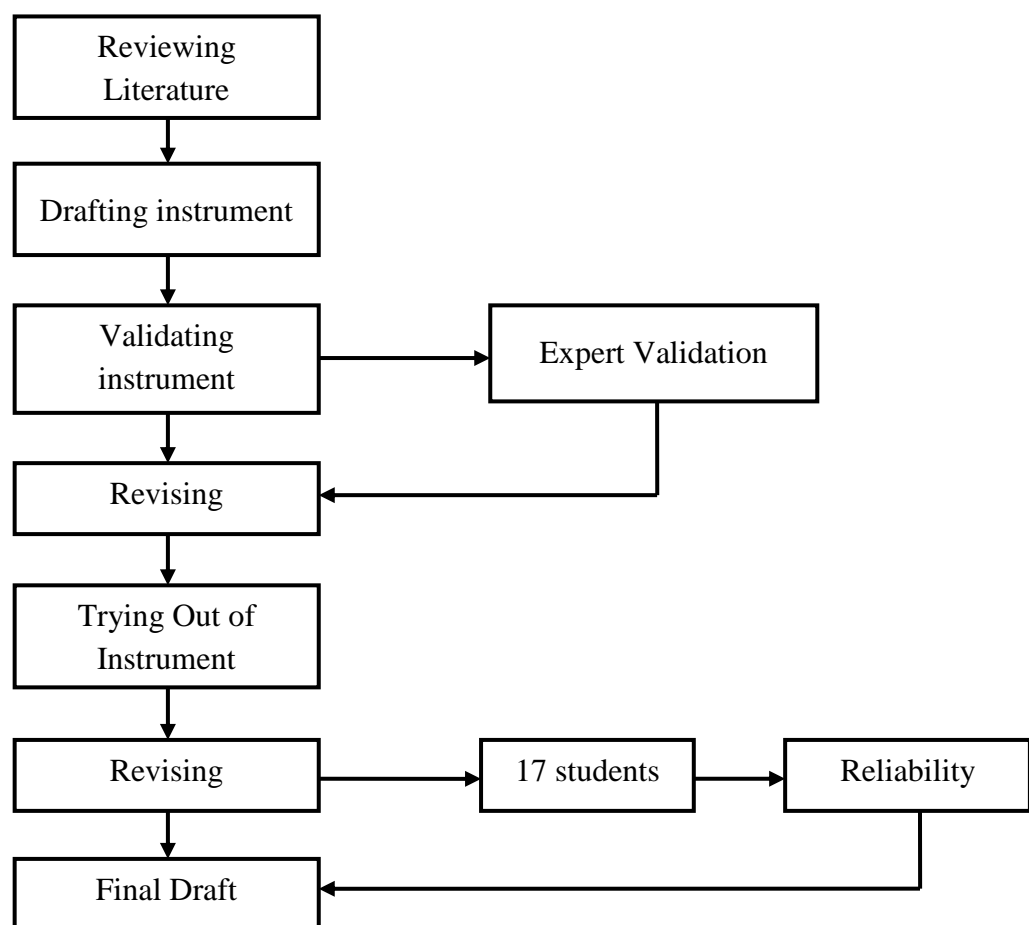 Reviewing
Literature
Drafting instrument
Validating
instrument
Expert Validation
Revising
Trying Out of
Instrument
Revising
17 students
Reliability
Final Draft